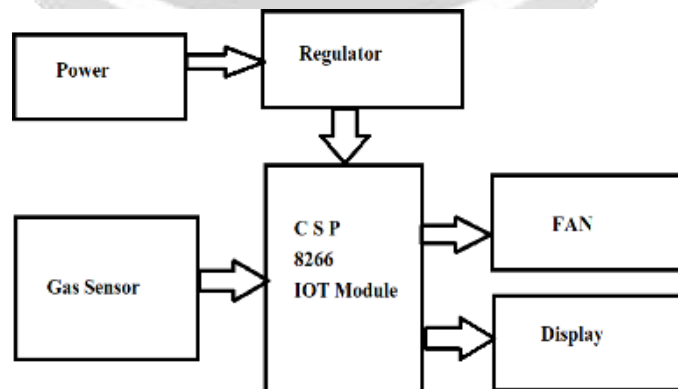 Power
Regulator
C S P
8266
IOT Module
Gas Sensor
FAN
Display